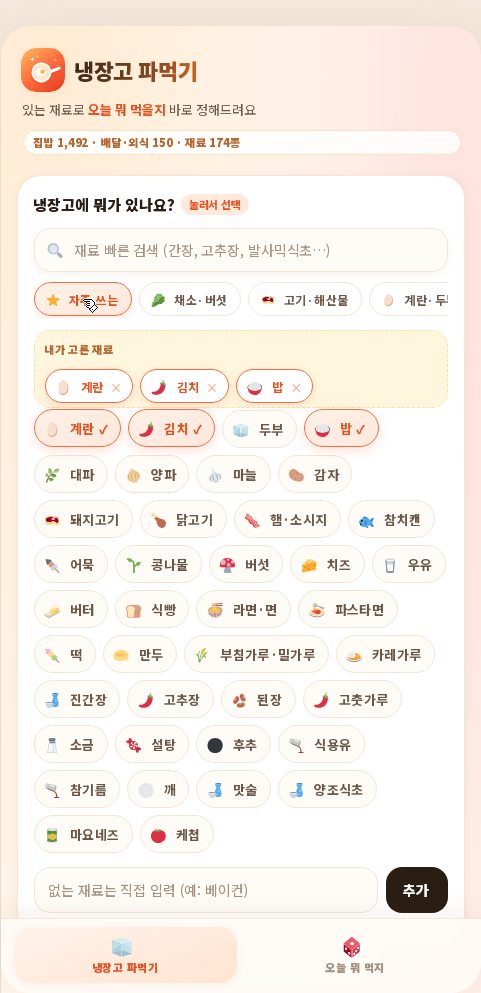 냉장고 파먹기
있는 재료로 오늘 뭐 먹을지 바로 정해드려요
집밥 1,492 · 배달·외식 150 · 재료 174종
냉장고에 뭐가 있나요? 눌러서 선택
재료 빠른 검색 (간장, 고추장, 발사믹식초…)
자주 쓰는 채소·버섯 고기·해산물 계란·두
내가 고른 재료
계란 × 김치 × 밥 ×
계란 ✓ 김치 ✓ 두부 밥 ✓
대파 양파 마늘 감자
돼지고기 닭고기 햄·소시지 참치캔
어묵 콩나물 버섯 치즈 우유
버터 식빵 라면·면 파스타면
떡 만두 부침가루·밀가루 카레가루
진간장 고추장 된장 고춧가루
소금 설탕 후추 식용유
참기름 깨 맛술 양조식초
마요네즈 케첩
없는 재료는 직접 입력 (예: 베이컨) 추가
냉장고 파먹기 오늘 뭐 먹지